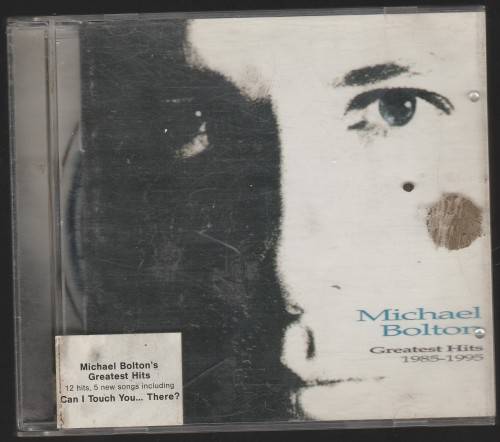 Michael
Bolton
Greatest Hits
1985-1995
Michael Bolton's
Greatest Hits
12 hits, 5 new songs including
Can I Touch You... There?